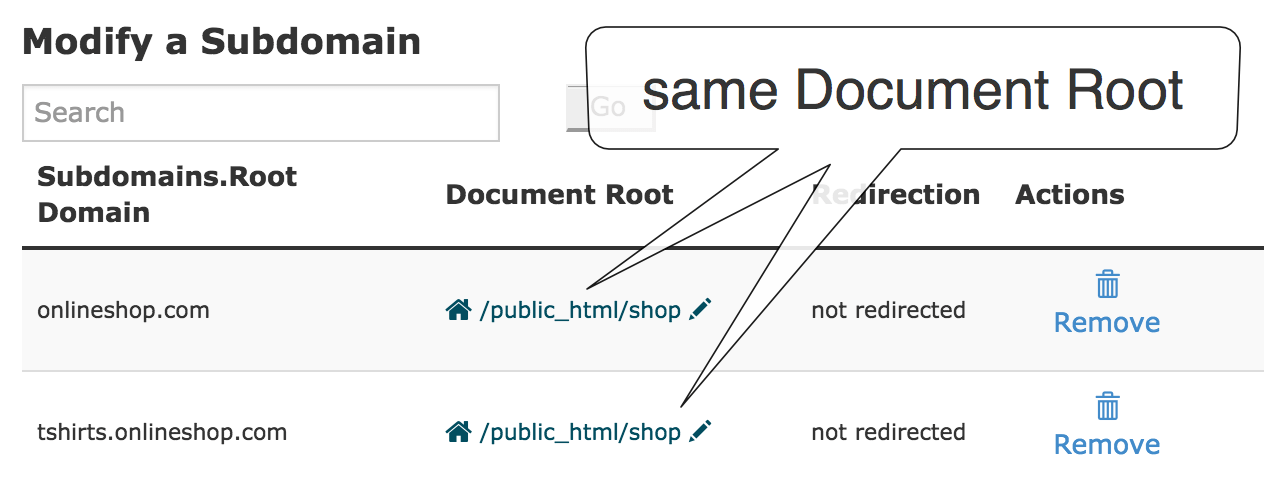 Modify a Subdomain
same Document Root
Search
Go
Subdomains.Root
Domain
Document Root
Redirection
Actions
onlineshop.com
/public_html/shop
not redirected
Remove
tshirts.onlineshop.com
/public_html/shop
not redirected
Remove